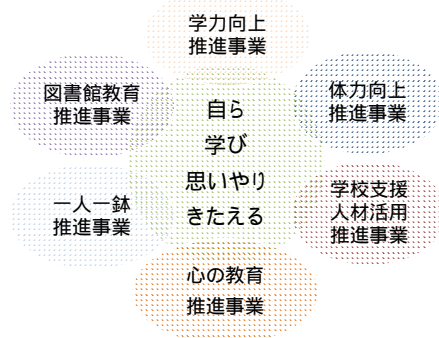 学力向上
推進事業
図書館教育
推進事業
体力向上
推進事業
自ら
学び
思いやり
きたえる
一人一鉢
推進事業
学校支援
人材活用
推進事業
心の教育
推進事業